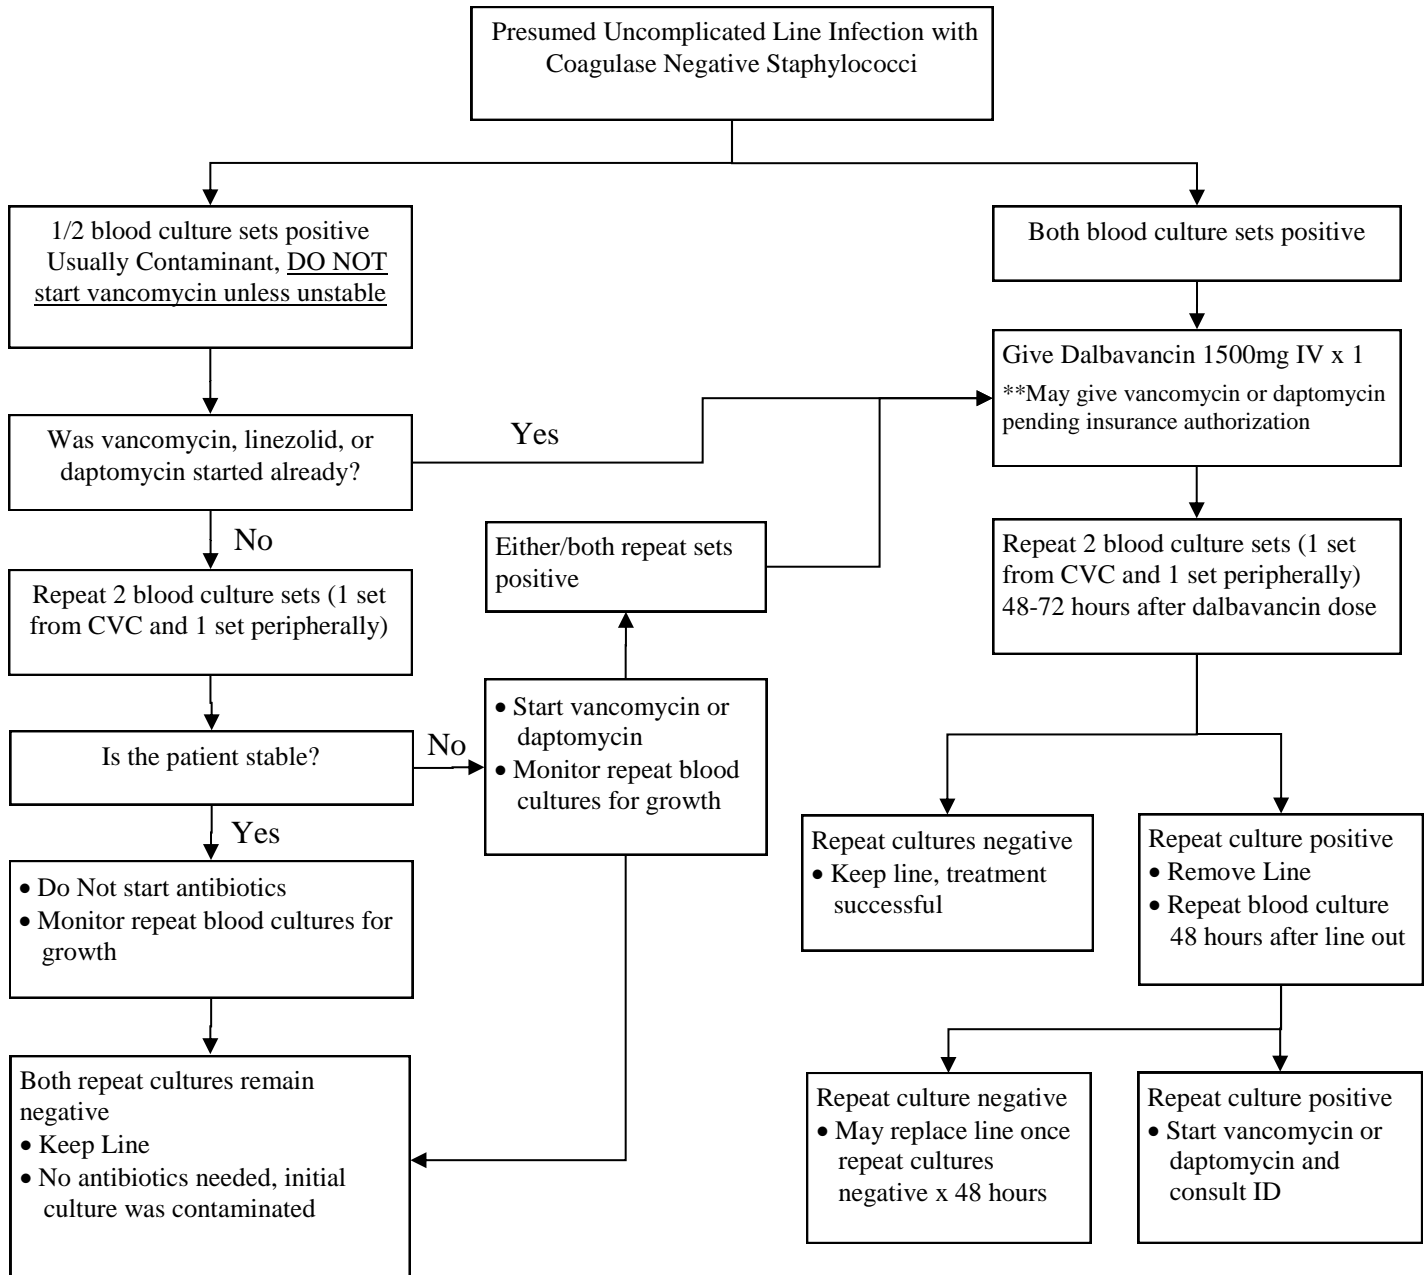 Presumed Uncomplicated Line Infection with
Coagulase Negative Staphylococci
1/2 blood culture sets positive
Usually Contaminant, DO NOT
start vancomycin unless unstable
Both blood culture sets positive
Give Dalbavancin 1500mg IV x 1
**May give vancomycin or daptomycin
pending insurance authorization
Was vancomycin, linezolid, or
daptomycin started already?
Yes
No
Either/both repeat sets
positive
Repeat 2 blood culture sets (1
set from CVC and 1 set peripherally)
48-72 hours after dalbavancin dose
Repeat 2 blood culture sets (1 set
from CVC and 1 set peripherally)
• Start vancomycin or
daptomycin
• Monitor repeat blood
cultures for growth
Is the patient stable?
No
Yes
Repeat cultures negative
• Keep line, treatment
successful
Repeat culture positive
• Remove Line
• Repeat blood culture
48 hours after line out
• Do Not start antibiotics
• Monitor repeat blood cultures for
growth
Both repeat cultures remain
negative
• Keep Line
• No antibiotics needed, initial
culture was contaminated
Repeat culture negative
• May replace line once
repeat cultures
negative x 48 hours
Repeat culture positive
• Start vancomycin or
daptomycin and
consult ID